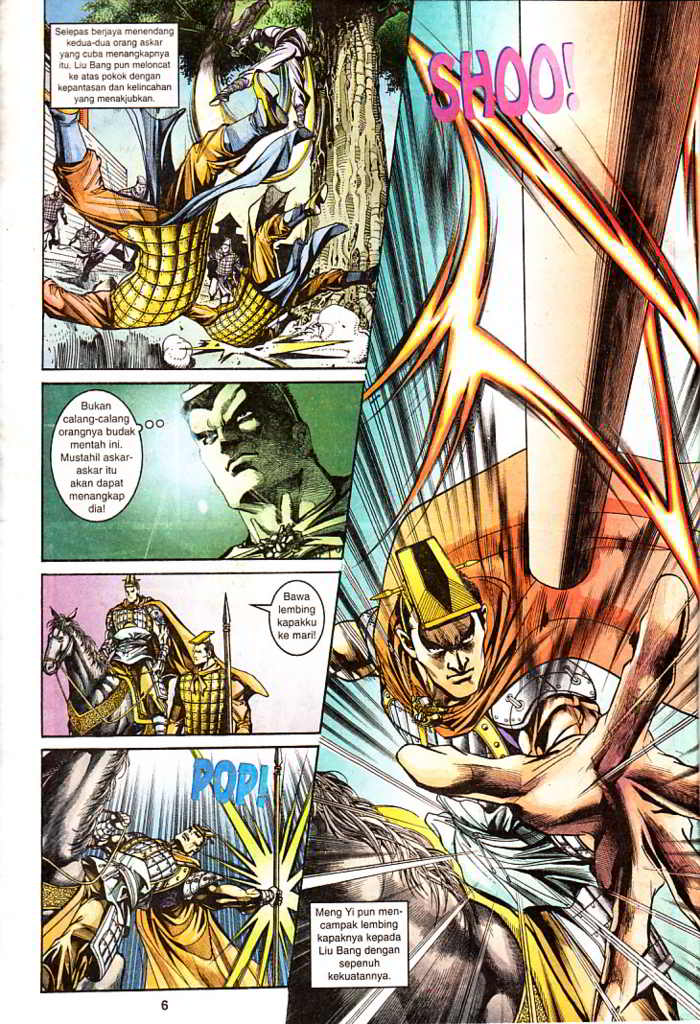 Selepas berjaya menendang
kedua-dua orang askar
yang cuba menangkapnya
itu. Liu Bang pun meloncat
ke atas pokok dengan
kepantasan dan kelincahan
yang menakjubkan.
SHOO!
Bukan
calang-calang
orangnya budak
mentah ini.
Mustahil askar-
askar itu
akan dapat
menangkap
dia!
Bawa
lembing
kapakku
ke mari!
POP!
Meng Yi pun men-
campak lembing
kapaknya kepada
Liu Bang dengan
sepenuh
kekuatannya.
6